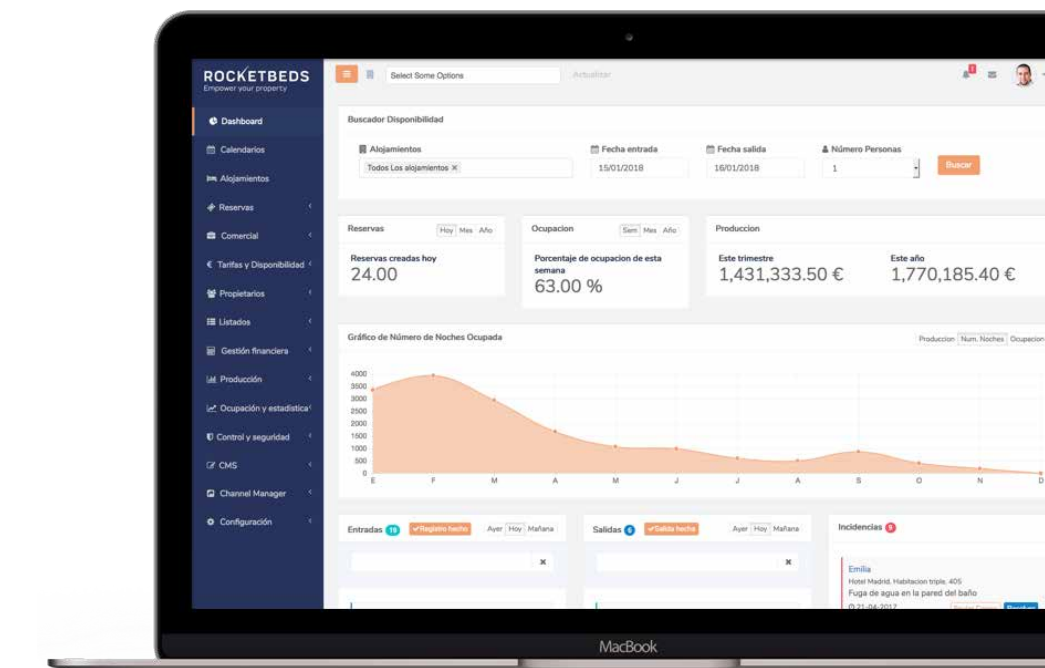 ROCKETBEDS
Empower your property
Select Some Options
Actualizar
1
Dashboard
Calendarios
Alojamientos
Reservas
Comercial
Tarifas y Disponibilidad
Propietarios
Listados
Gestión financiera
Producción
Ocupación y estadistica
Control y seguridad
CMS
Channel Manager
Configuración
Buscador Disponibilidad
Alojamientos
Fecha entrada
Fecha salida
Número Personas
Todos Los alojamientos ×
15/01/2018
16/01/2018
1
Buscar
Reservas
Hoy Mes Año
Reservas creadas hoy
24.00
Ocupacion
Sem Mes Año
Porcentaje de ocupacion de esta
semana
63.00 %
Produccion
Este trimestre
1,431,333.50 €
Este año
1,770,185.40 €
Gráfico de Número de Noches Ocupada
Produccion Num. Noches Ocupacion
4000
3500
3000
2500
2000
1500
1000
500
0
E F M A M J J A S O N D
Entradas 19
Registro hecho
Ayer Hoy Mañana
Salidas 6
Salida hecha
Ayer Hoy Mañana
Incidencias
Emilia
Hotel Madrid, Habitacion triple, 405
Fuga de agua en la pared del baño
21-04-2017
MacBook